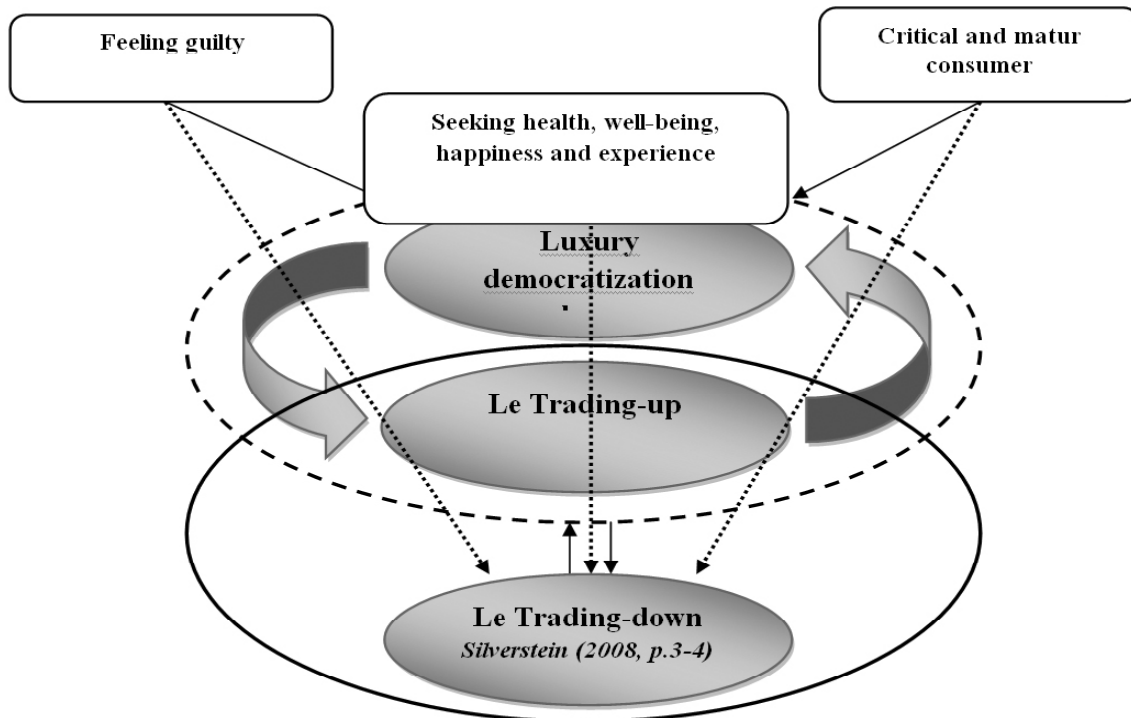 Feeling guilty
Critical and matur
consumer
Seeking health, well-being,
happiness and experience
Luxury
democratization
Le Trading-up
Le Trading-down
Silverstein (2008, p.3-4)